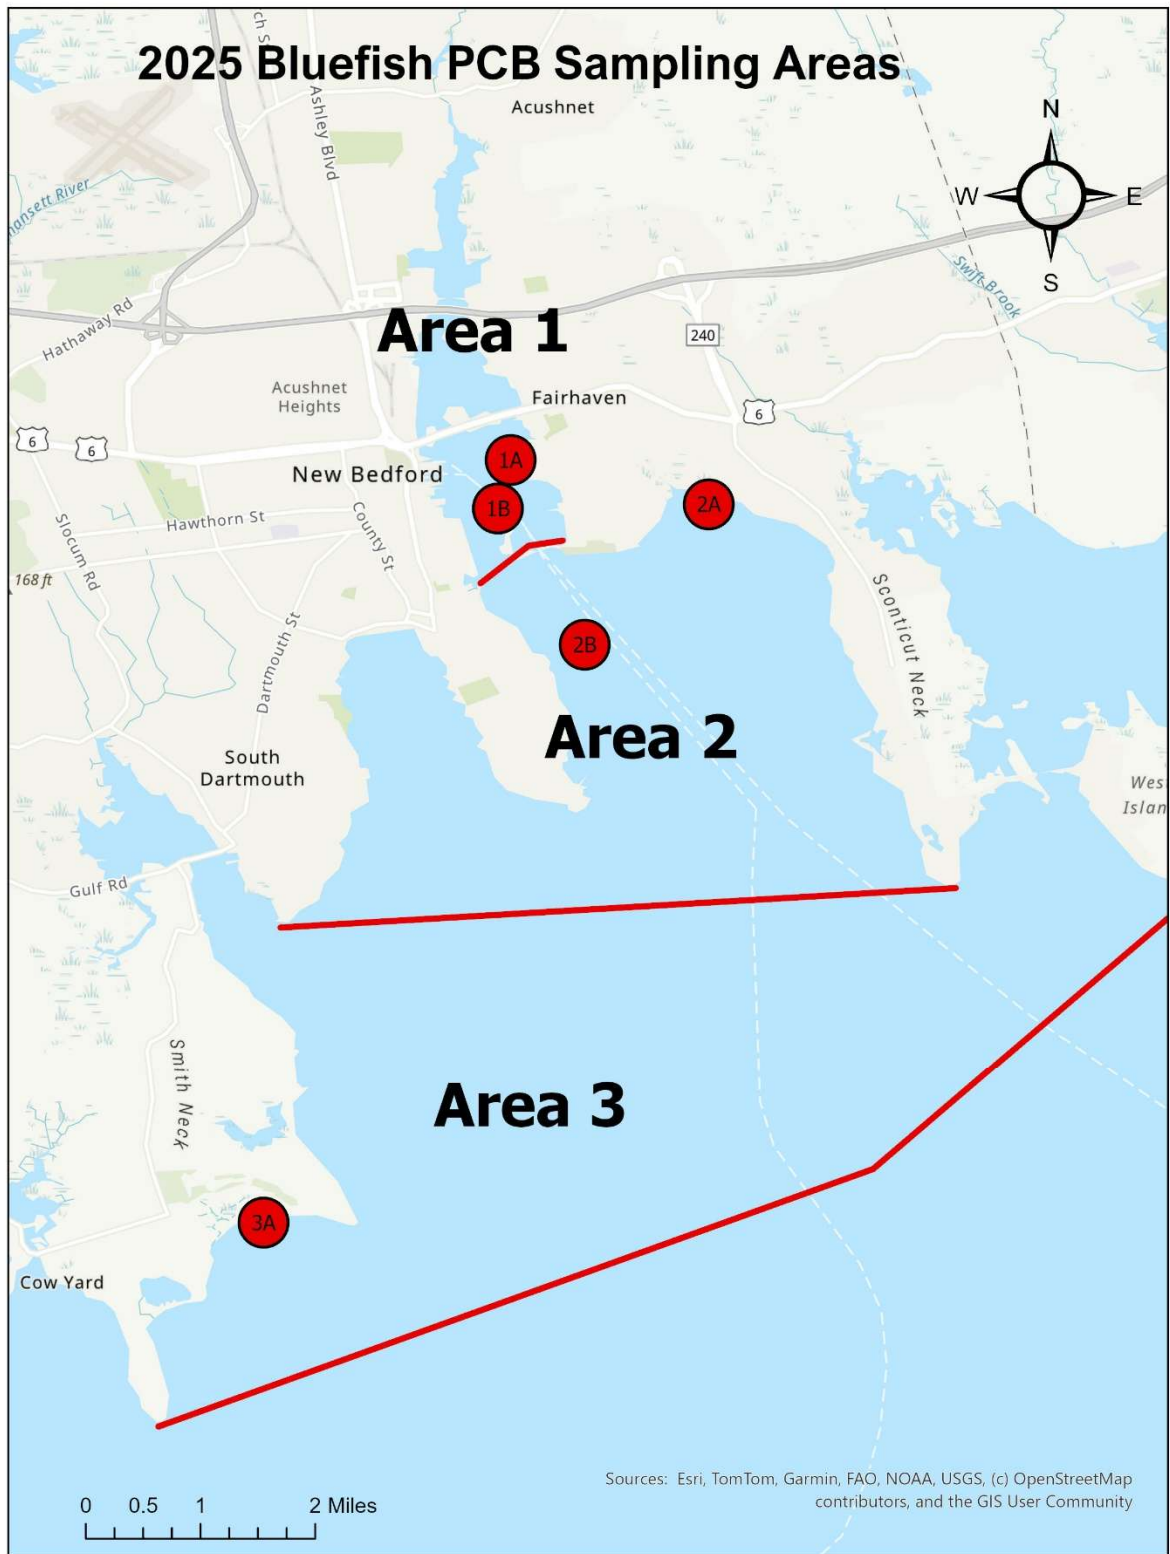 2025 Bluefish PCB Sampling Areas
Ashley Blvd
Acushnet
N
W
E
S
Swift Brook
Hathaway Rd
Area 1
240
Acushnet
Heights
Fairhaven
6
6
6
New Bedford
1A
1B
2A
Hawthorn St
Slocum Rd
County St
168 ft
Sconticut Neck
Dartmouth St
2B
Area 2
South
Dartmouth
Gulf Rd
Smith Neck
Area 3
3A
Cow Yard
Sources: Esri, TomTom, Garmin, FAO, NOAA, USGS, (c) OpenStreetMap
contributors, and the GIS User Community
0 0.5 1 2 Miles